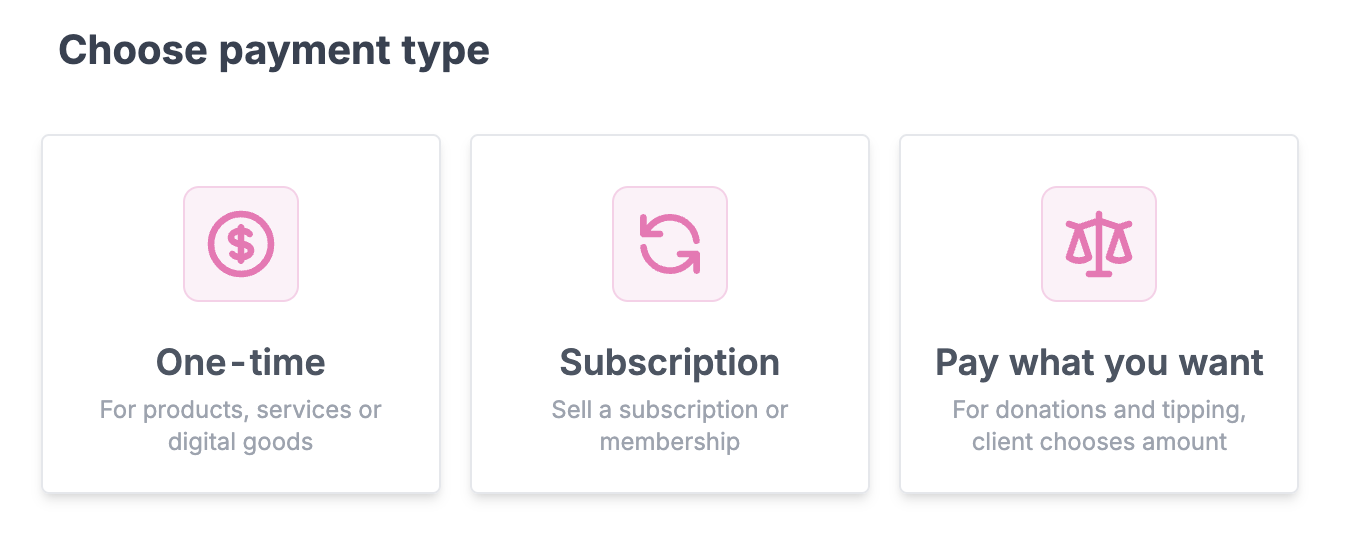 Choose payment type
One-time
For products, services or
digital goods
Subscription
Sell a subscription or
membership
Pay what you want
For donations and tipping,
client chooses amount